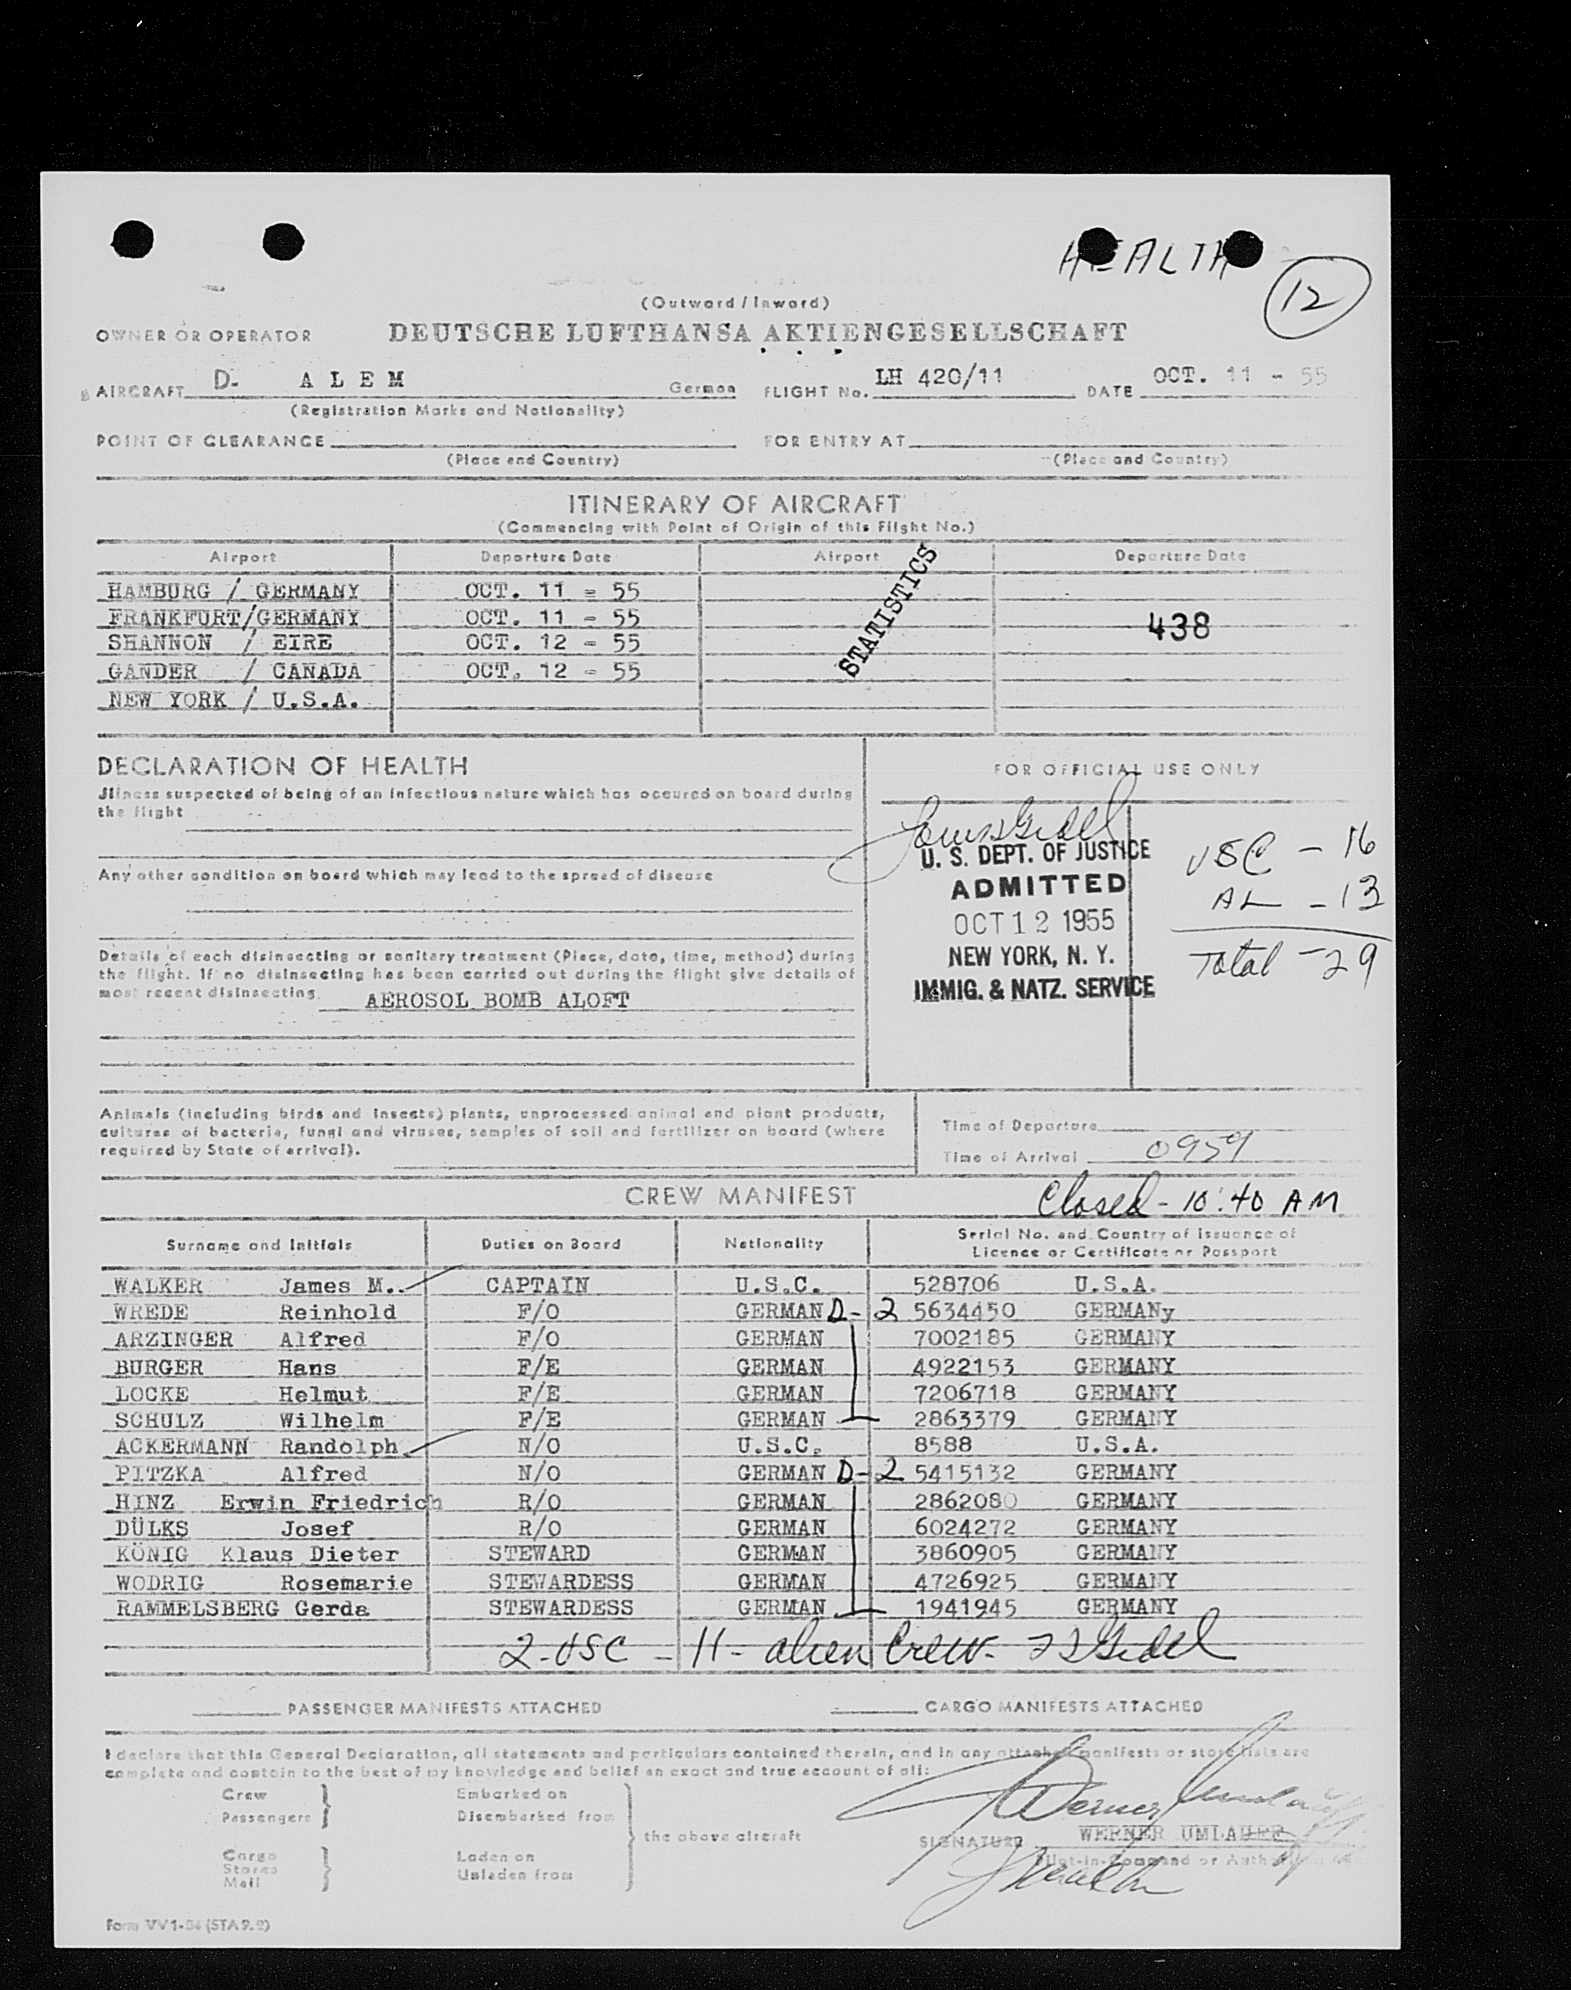 HEALTH
12
(Outward / Inward)
OWNER OR OPERATOR DEUTSCHE LUFTHANSA AKTIENGESELLSCHAFT
AIRCRAFT D- A L E M German FLIGHT No. LH 420/11 DATE OCT. 11 - 55
(Registration Marks and Nationality)
POINT OF CLEARANCE FOR ENTRY AT
(Place and Country) (Place and Country)
ITINERARY OF AIRCRAFT
(Commencing with Point of Origin of this Flight No.)
Airport Departure Date Airport Departure Date
HAMBURG / GERMANY OCT. 11 - 55
FRANKFURT/GERMANY OCT. 11 - 55
SHANNON / EIRE OCT. 12 - 55
GANDER / CANADA OCT. 12 - 55
NEW YORK / U.S.A.
STATISTICS
438
DECLARATION OF HEALTH
Illness suspected of being of an infectious nature which has occured on board during
the flight
Any other condition on board which may lead to the spread of disease
Details of each disinsecting or sanitary treatment (Place, date, time, method) during
the flight. If no disinsecting has been carried out during the flight give details of
most recent disinsecting AEROSOL BOMB ALOFT
FOR OFFICIAL USE ONLY
U. S. DEPT. OF JUSTICE
ADMITTED
OCT 12 1955
NEW YORK, N. Y.
IMMIG. & NATZ. SERVICE
USC - 16
AL - 13
Total - 29
Animals (including birds and insects) plants, unprocessed animal and plant products,
cultures of bacteria, fungi and viruses, samples of soil and fertilizer on board (where
required by State of arrival).
Time of Departure
Time of Arrival 0959
CREW MANIFEST Closed - 10:40 AM
Surname and Initials Duties on Board Nationality Serial No. and Country of Issuance of
Licence or Certificate or Passport
WALKER James M. CAPTAIN U.S.C. 528706 U.S.A.
WREDE Reinhold F/O GERMAN D-2 5634450 GERMANy
ARZINGER Alfred F/O GERMAN 7002185 GERMANY
BURGER Hans F/E GERMAN 4922153 GERMANY
LOCKE Helmut F/E GERMAN 7206718 GERMANY
SCHULZ Wilhelm F/E GERMAN 2863379 GERMANY
ACKERMANN Randolph N/O U.S.C. 8588 U.S.A.
PITZKA Alfred N/O GERMAN D-2 5415132 GERMANY
HINZ Erwin Friedrich R/O GERMAN 2862080 GERMANY
DÜLKS Josef R/O GERMAN 6024272 GERMANY
KÖNIG Klaus Dieter STEWARD GERMAN 3860905 GERMANY
WODRIG Rosemarie STEWARDESS GERMAN 4726925 GERMANY
RAMMELSBERG Gerda STEWARDESS GERMAN 1941945 GERMANY
2-USC - 11- alien Crew-
PASSENGER MANIFESTS ATTACHED CARGO MANIFESTS ATTACHED
I declare that this General Declaration, all statements and particulars contained therein, and in any attached manifests or store lists are
complete and contain to the best of my knowledge and belief an exact and true account of all:
Crew Embarked on
Passengers Disembarked from
the above aircraft
Cargo Laden on
Stores Unladen from
Mail
SIGNATURE WERNER UMLAUFF
Pilot-in-Command or
Form VV1-54 (STA 9.2)